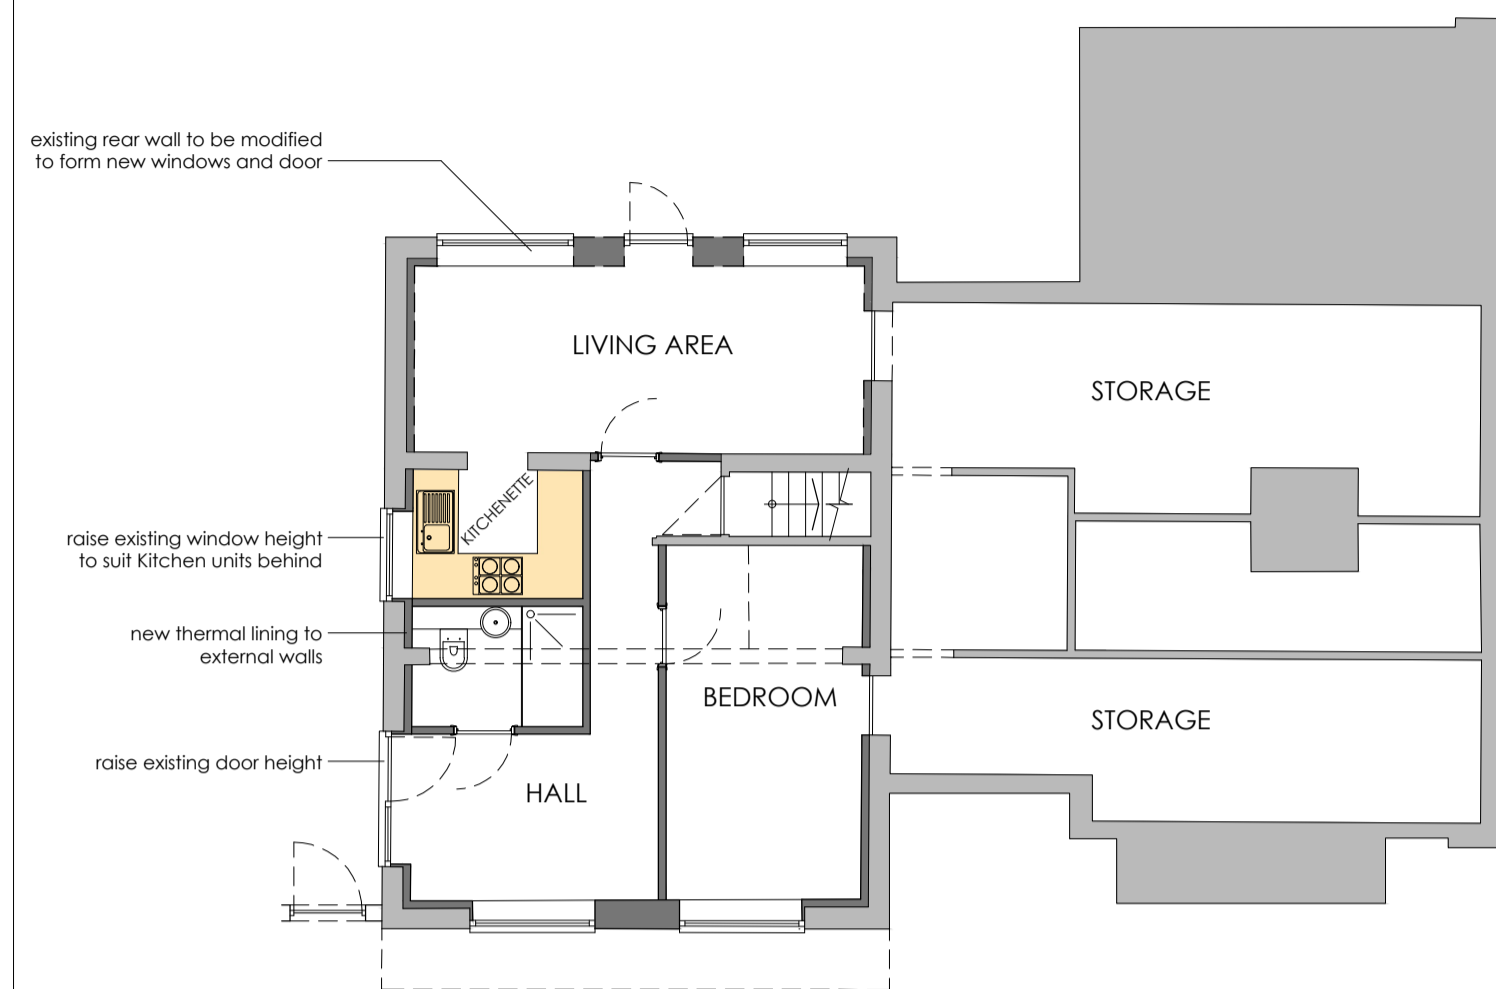 existing rear wall to be modified
to form new windows and door
LIVING AREA
STORAGE
KITCHENETTE
raise existing window height
to suit Kitchen units behind
new thermal lining to
external walls
BEDROOM
STORAGE
raise existing door height
HALL